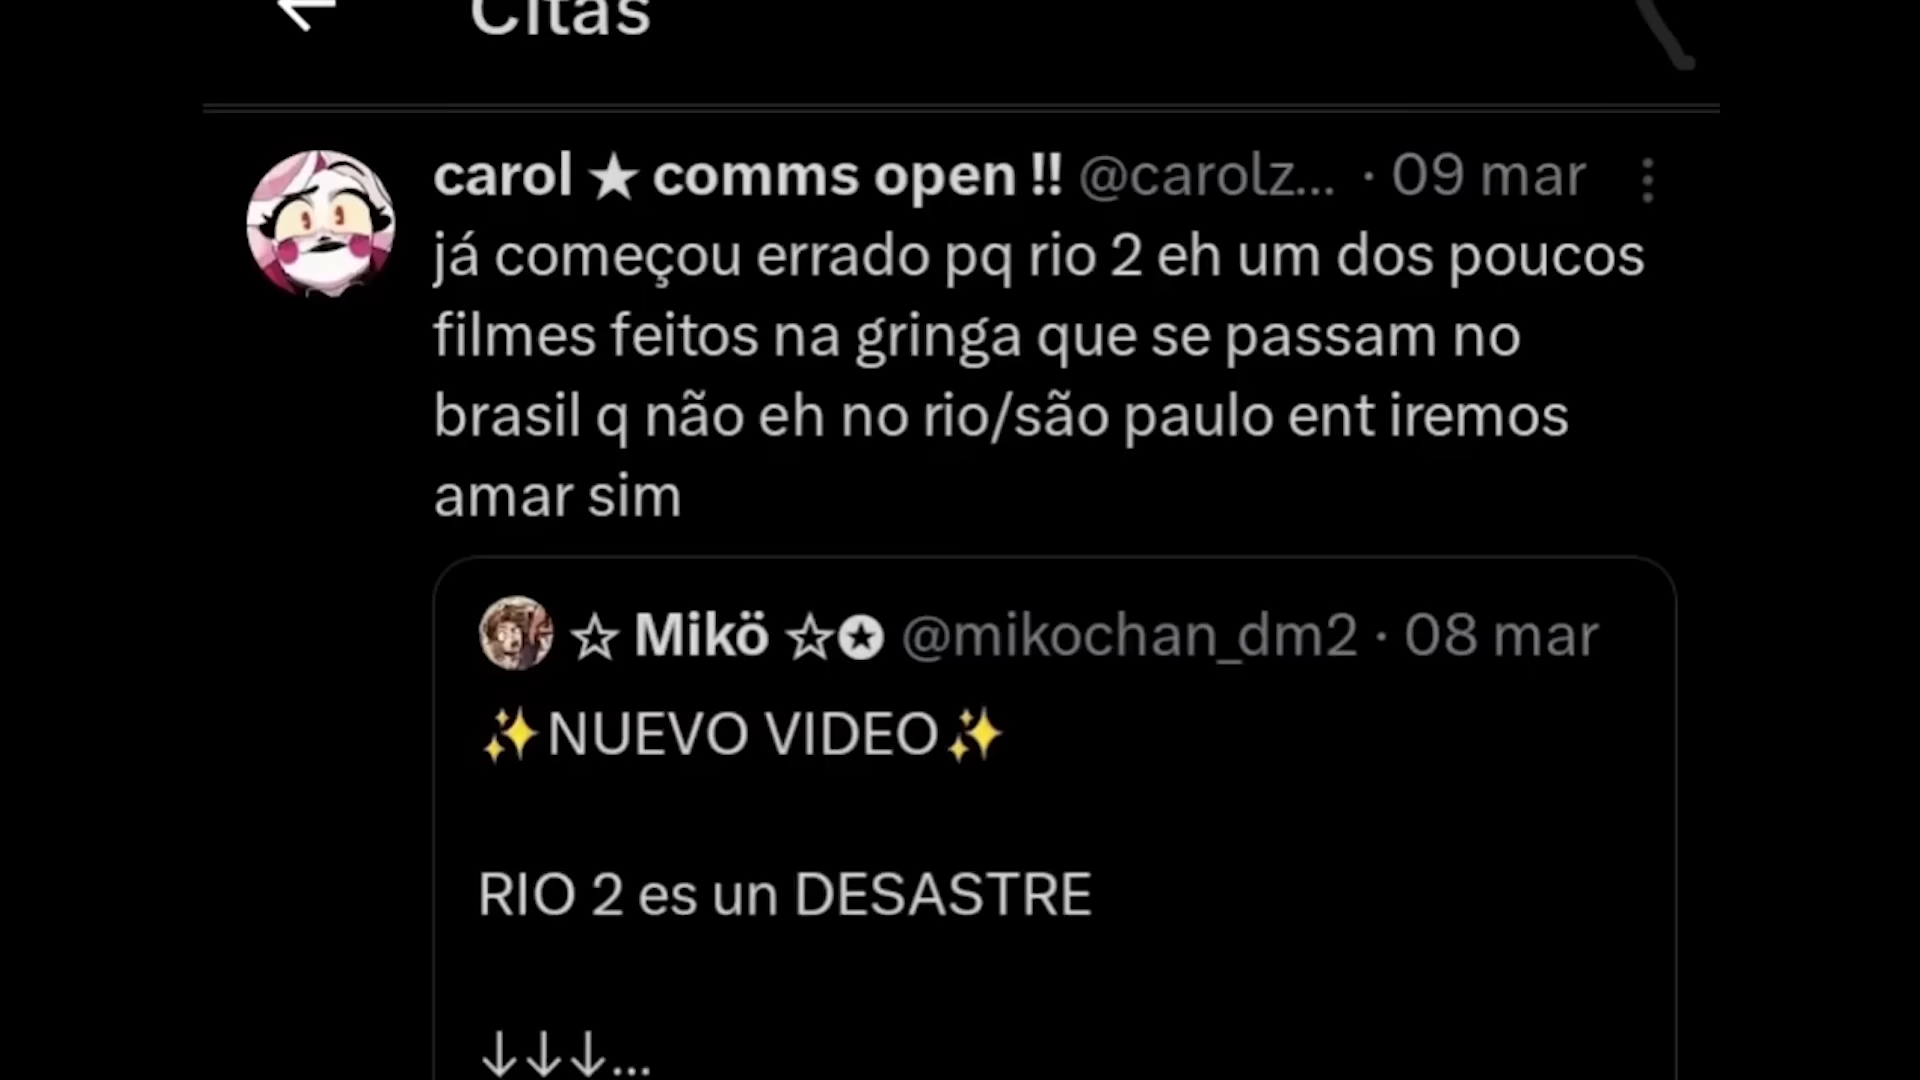 Citas
carol ★ comms open !! @carolz... · 09 mar
já começou errado pq rio 2 eh um dos poucos
filmes feitos na gringa que se passam no
brasil q não eh no rio/são paulo ent iremos
amar sim
☆ Mikö ☆✪ @mikochan_dm2 · 08 mar
✨NUEVO VIDEO✨
RIO 2 es un DESASTRE
↓↓↓...